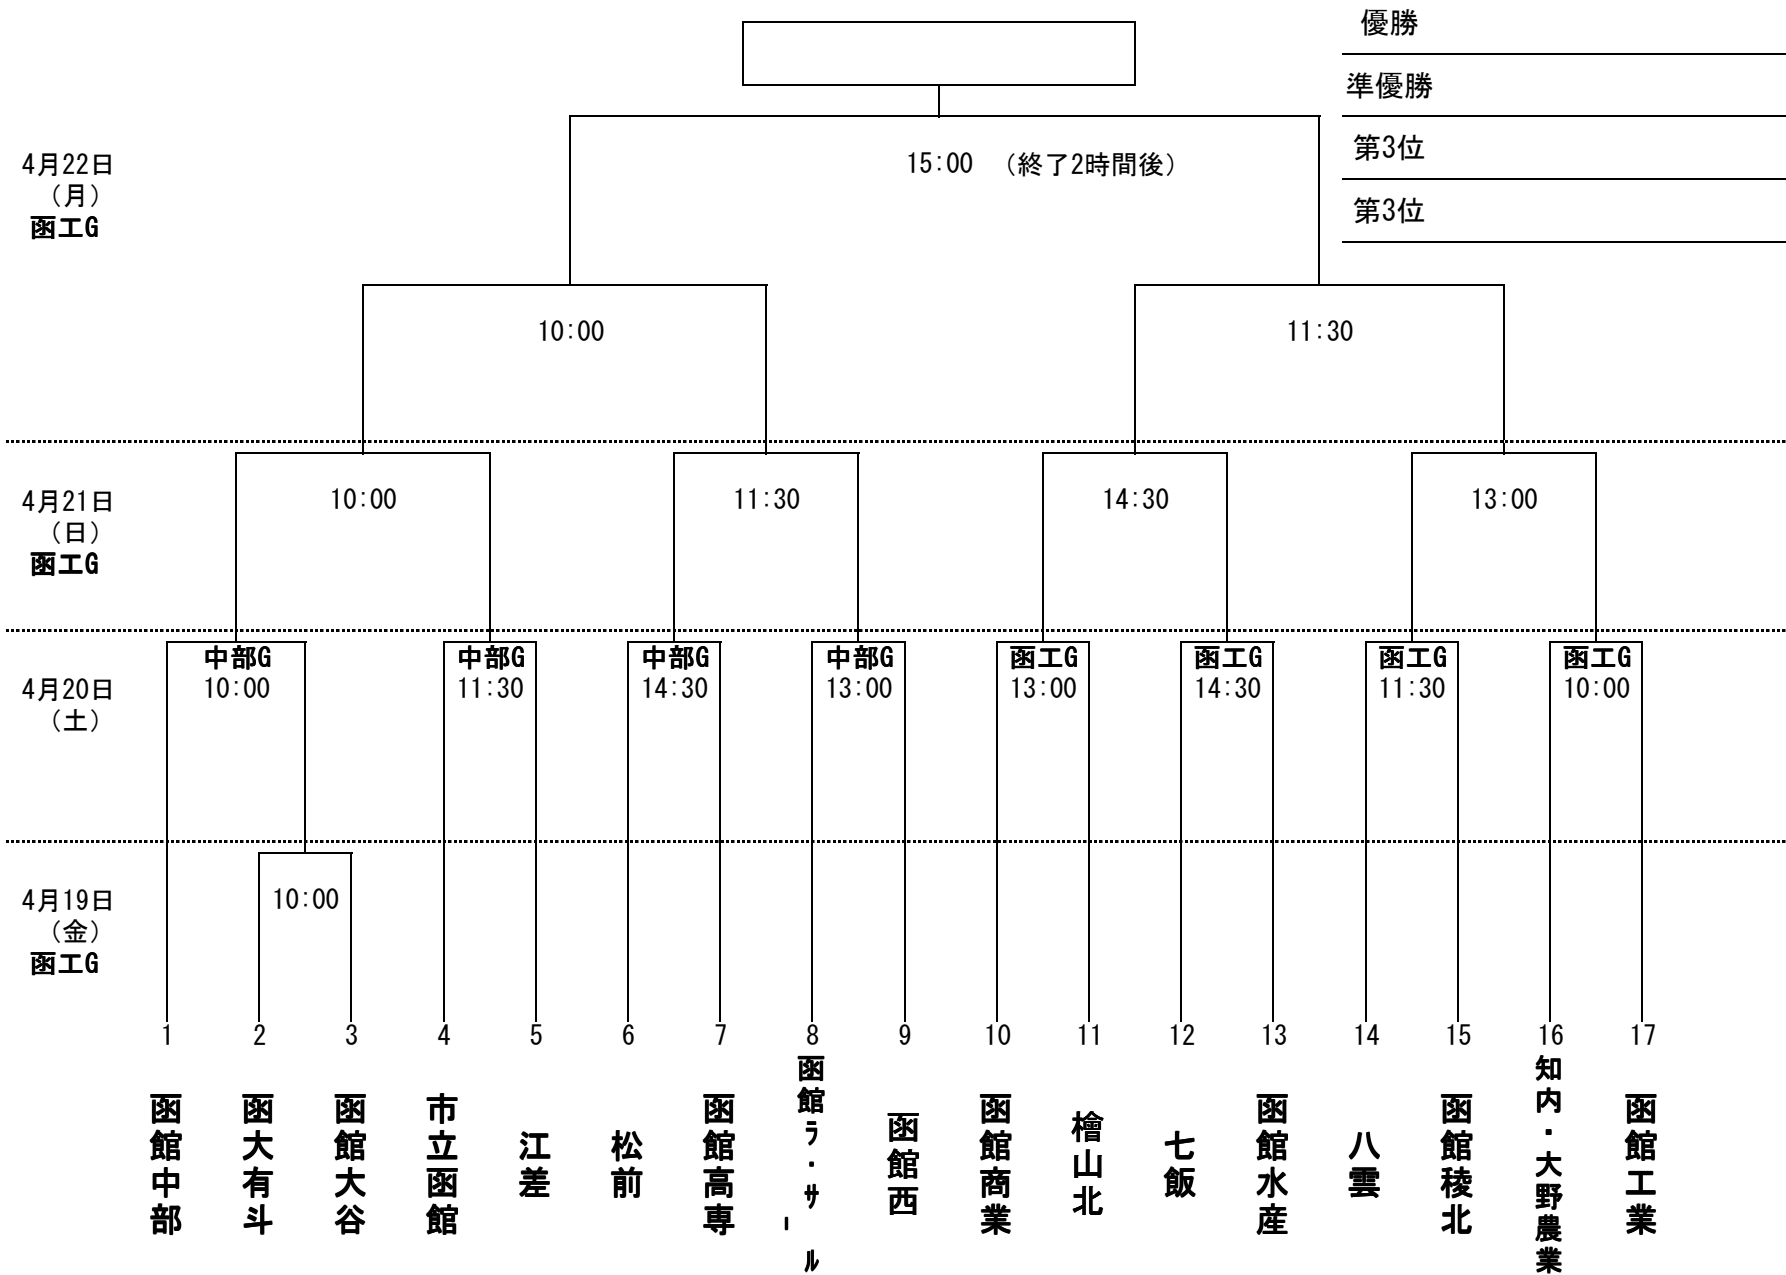 優勝
準優勝
第3位
第3位
4月22日
（月）
函工G
15:00 （終了2時間後）
10:00
11:30
4月21日
（日）
函工G
10:00
11:30
14:30
13:00
4月20日
（土）
中部G
10:00
中部G
11:30
中部G
14:30
中部G
13:00
函工G
13:00
函工G
14:30
函工G
11:30
函工G
10:00
4月19日
（金）
函工G
10:00
1
2
3
4
5
6
7
8
9
10
11
12
13
14
15
16
17
函館中部
函大有斗
函館大谷
市立函館
江差
松前
函館高専
函館ラ・サール
函館西
函館商業
檜山北
七飯
函館水産
八雲
函館稜北
知内・大野農業
函館工業